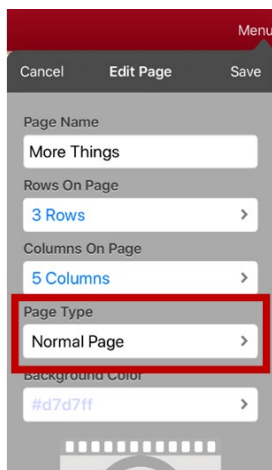 Menu
Cancel Edit Page Save
Page Name
More Things
Rows On Page
3 Rows
Columns On Page
5 Columns
Page Type
Normal Page
Background Color
#d7d7ff